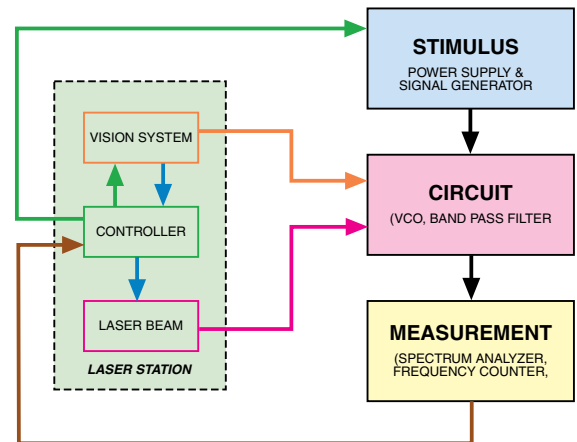 STIMULUS
POWER SUPPLY &
SIGNAL GENERATOR
VISION SYSTEM
CIRCUIT
(VCO, BAND PASS FILTER
CONTROLLER
LASER BEAM
LASER STATION
MEASUREMENT
(SPECTRUM ANALYZER,
FREQUENCY COUNTER,